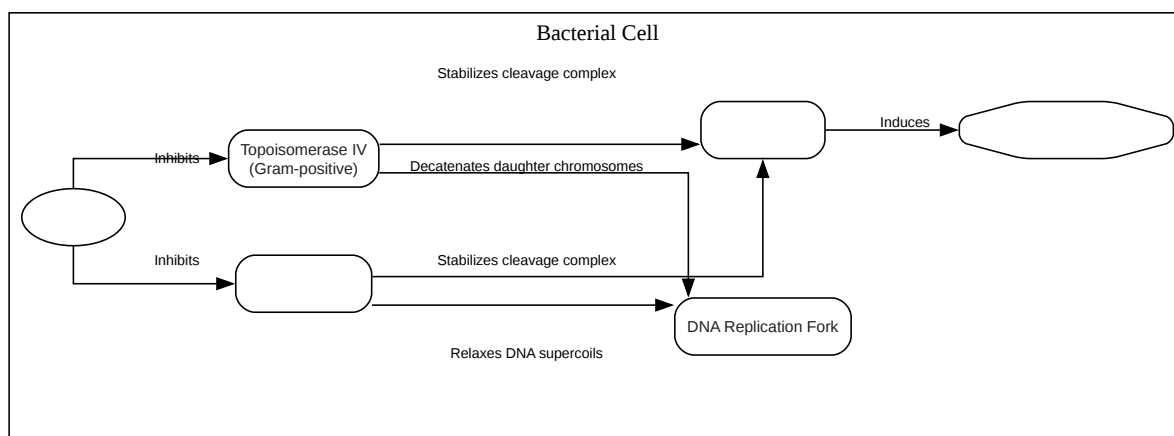 Bacterial Cell
Stabilizes cleavage complex
Induces
Inhibits
Topoisomerase IV
(Gram-positive)
Decatenates daughter chromosomes
Inhibits
Stabilizes cleavage complex
DNA Replication Fork
Relaxes DNA supercoils